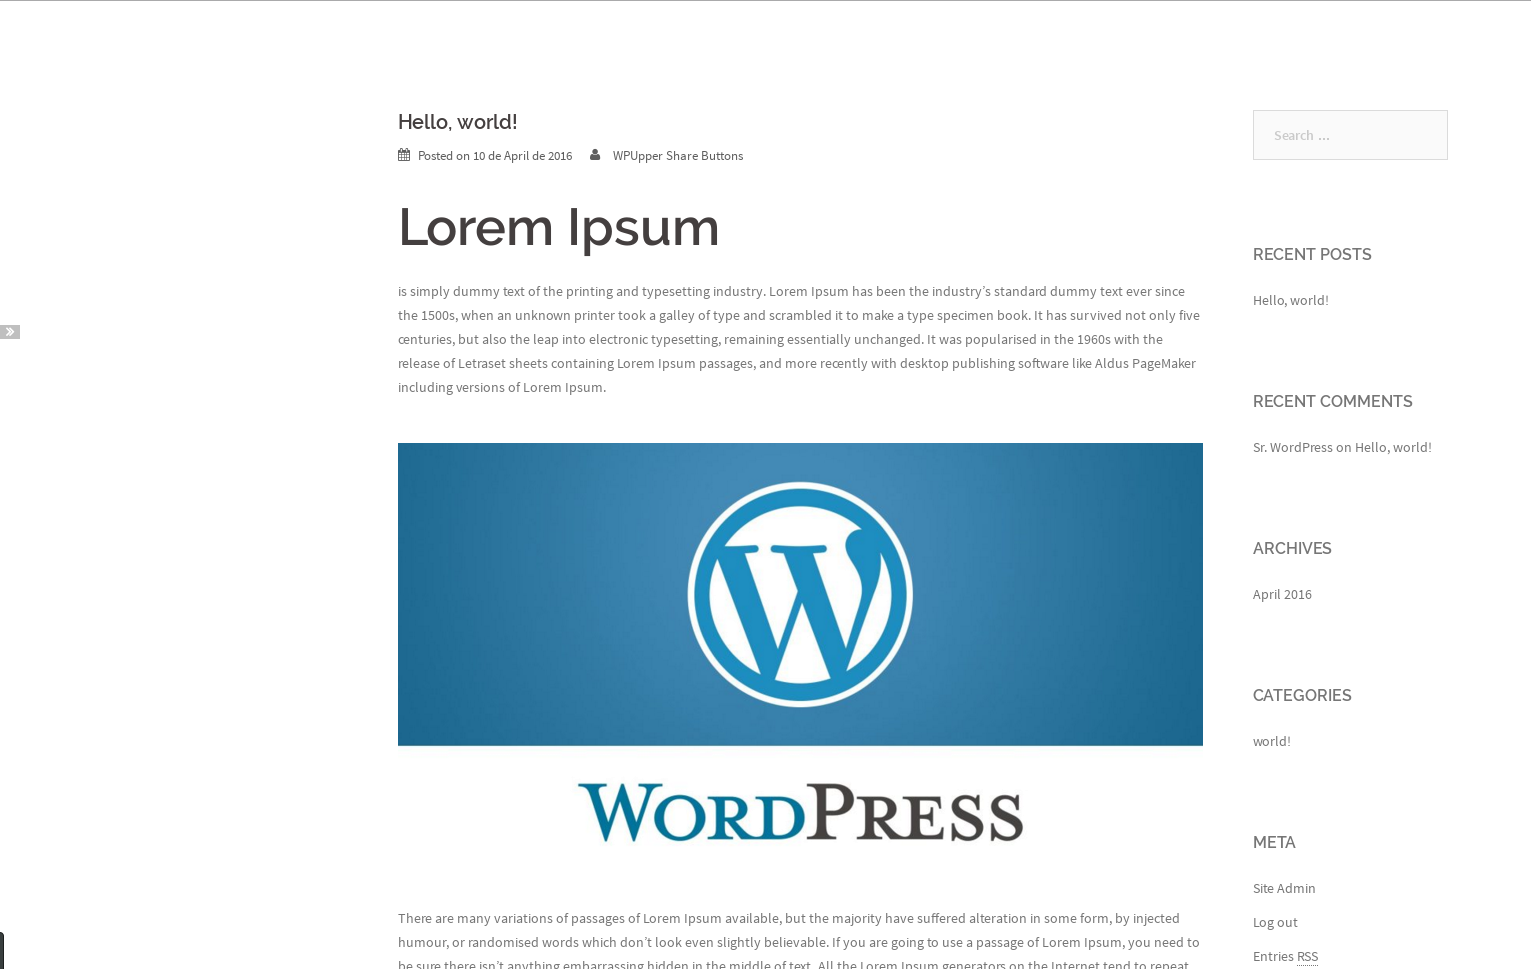 Hello, world!
Posted on 10 de April de 2016 WPUpper Share Buttons
Lorem Ipsum
is simply dummy text of the printing and typesetting industry. Lorem Ipsum has been the industry’s standard dummy text ever since
the 1500s, when an unknown printer took a galley of type and scrambled it to make a type specimen book. It has survived not only five
centuries, but also the leap into electronic typesetting, remaining essentially unchanged. It was popularised in the 1960s with the
release of Letraset sheets containing Lorem Ipsum passages, and more recently with desktop publishing software like Aldus PageMaker
including versions of Lorem Ipsum.
W
WORDPRESS
There are many variations of passages of Lorem Ipsum available, but the majority have suffered alteration in some form, by injected
humour, or randomised words which don’t look even slightly believable. If you are going to use a passage of Lorem Ipsum, you need to
be sure there isn’t anything embarrassing hidden in the middle of text. All the Lorem Ipsum generators on the Internet tend to repeat
Search ...
RECENT POSTS
Hello, world!
RECENT COMMENTS
Sr. WordPress on Hello, world!
ARCHIVES
April 2016
CATEGORIES
world!
META
Site Admin
Log out
Entries RSS